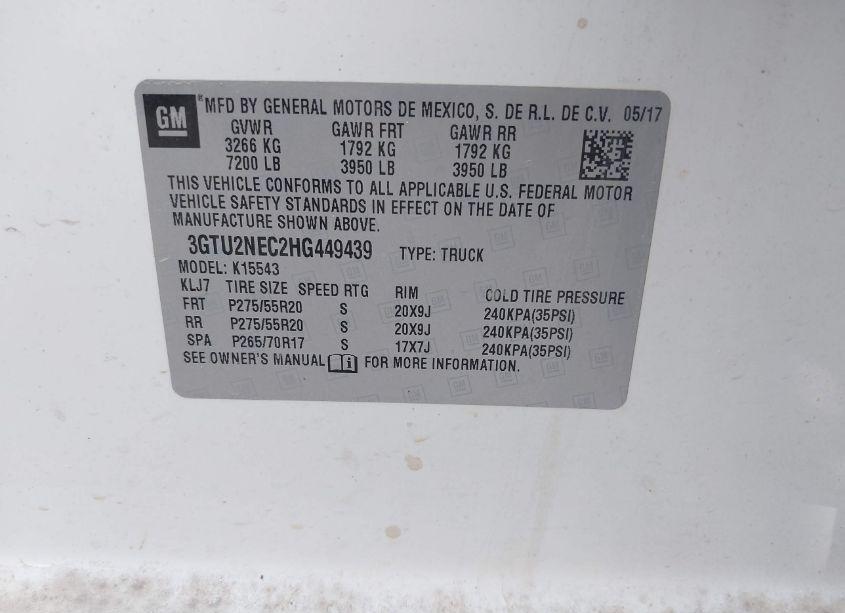 GM ® MFD BY GENERAL MOTORS DE MEXICO, S. DE R.L. DE C.V. 05/17
GVWR GAWR FRT GAWR RR
3266 KG 1792 KG 1792 KG
7200 LB 3950 LB 3950 LB
THIS VEHICLE CONFORMS TO ALL APPLICABLE U.S. FEDERAL MOTOR
VEHICLE SAFETY STANDARDS IN EFFECT ON THE DATE OF
MANUFACTURE SHOWN ABOVE.
3GTU2NEC2HG449439 TYPE: TRUCK
MODEL: K15543
KLJ7 TIRE SIZE SPEED RTG RIM COLD TIRE PRESSURE
FRT P275/55R20 S 20X9J 240KPA(35PSI)
RR P275/55R20 S 20X9J 240KPA(35PSI)
SPA P265/70R17 S 17X7J 240KPA(35PSI)
SEE OWNER'S MANUAL FOR MORE INFORMATION.